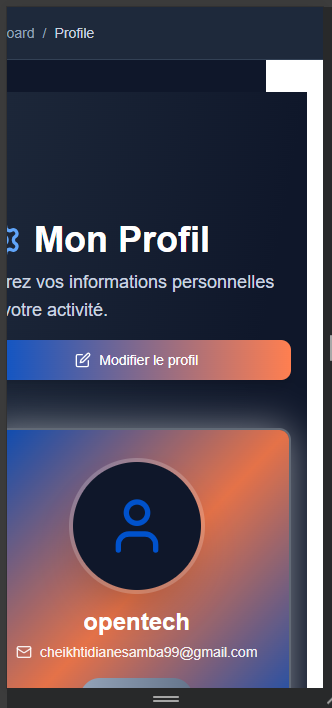 oard / Profile
Mon Profil
rez vos informations personnelles
votre activité.
Modifier le profil
opentech
cheikhtidianesamba99@gmail.com